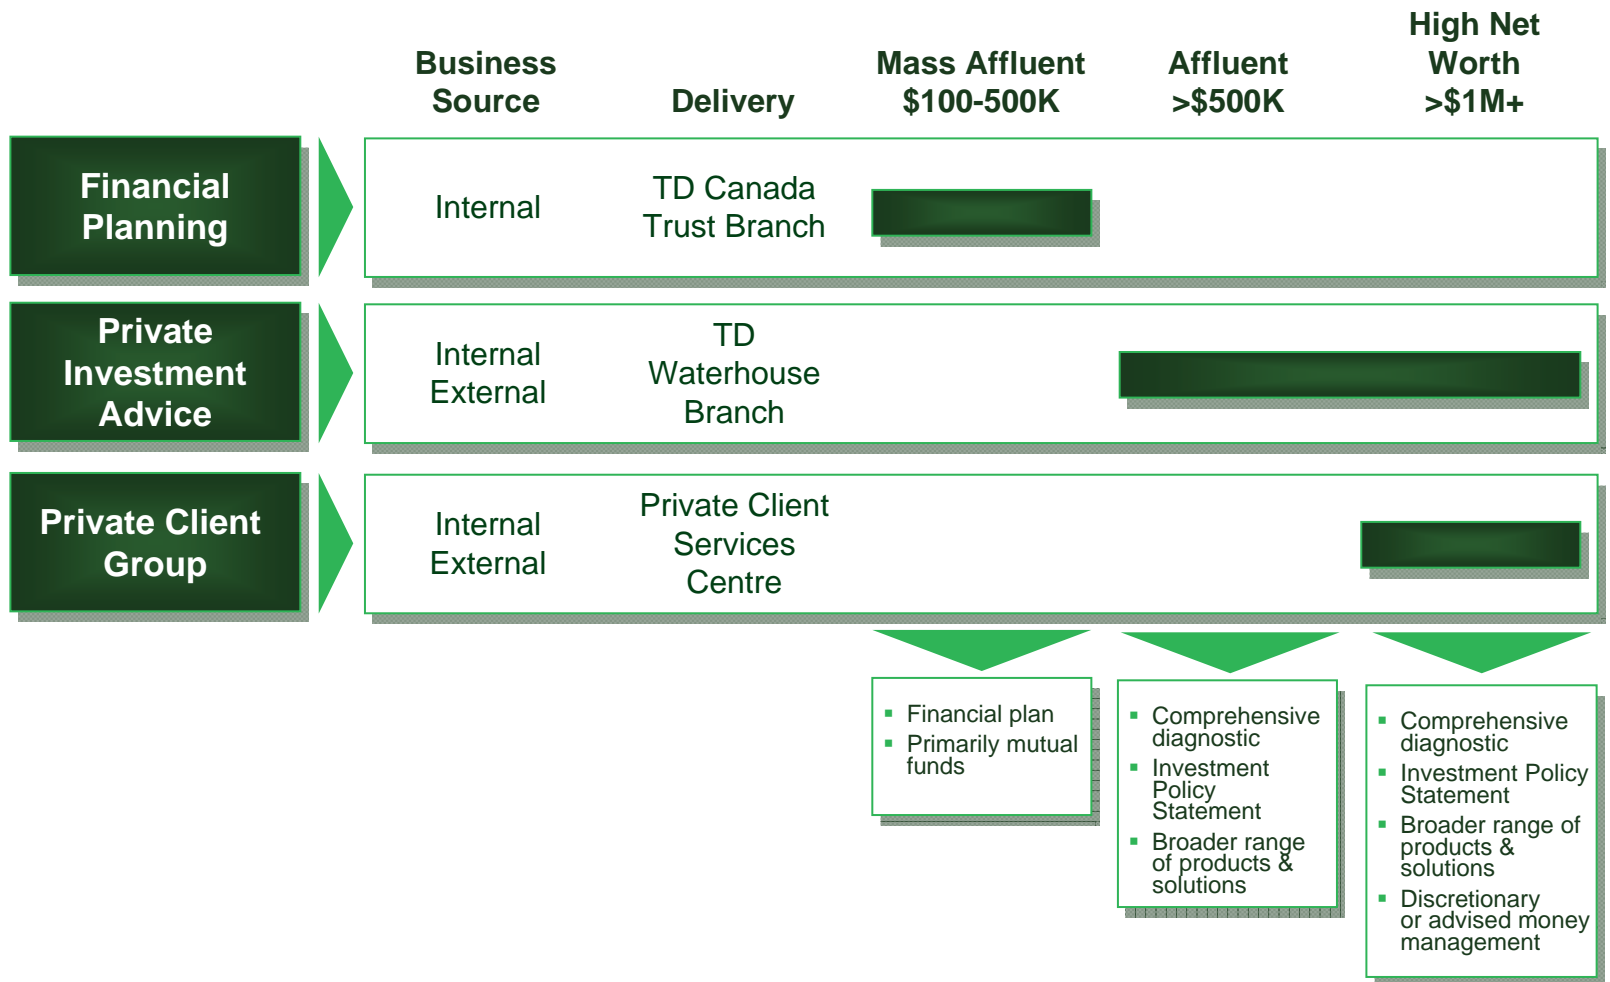 Business
Source
Delivery
Mass Affluent
$100-500K
Affluent
>$500K
High Net
Worth
>$1M+
Financial
Planning
Internal
TD Canada
Trust Branch
Private
Investment
Advice
Internal
External
TD
Waterhouse
Branch
Private Client
Group
Internal
External
Private Client
Services
Centre
▪ Financial plan
▪ Primarily mutual
funds
▪ Comprehensive
diagnostic
▪ Investment
Policy
Statement
▪ Broader range
of products &
solutions
▪ Comprehensive
diagnostic
▪ Investment Policy
Statement
▪ Broader range of
products &
solutions
▪ Discretionary
or advised money
management